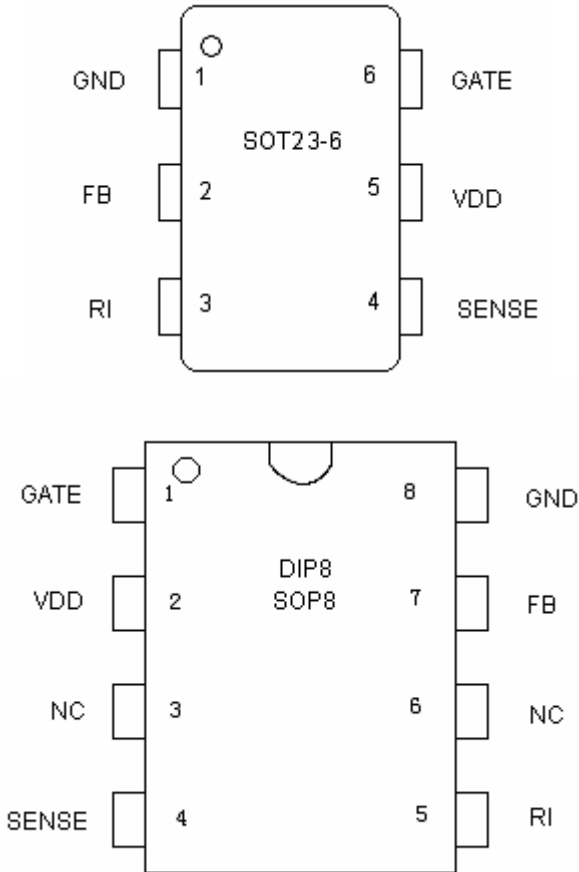 GND 1 6 GATE
SOT23-6
FB 2 5 VDD
RI 3 4 SENSE
GATE 1 8 GND
DIP8
SOP8
VDD 2 7 FB
NC 3 6 NC
SENSE 4 5 RI